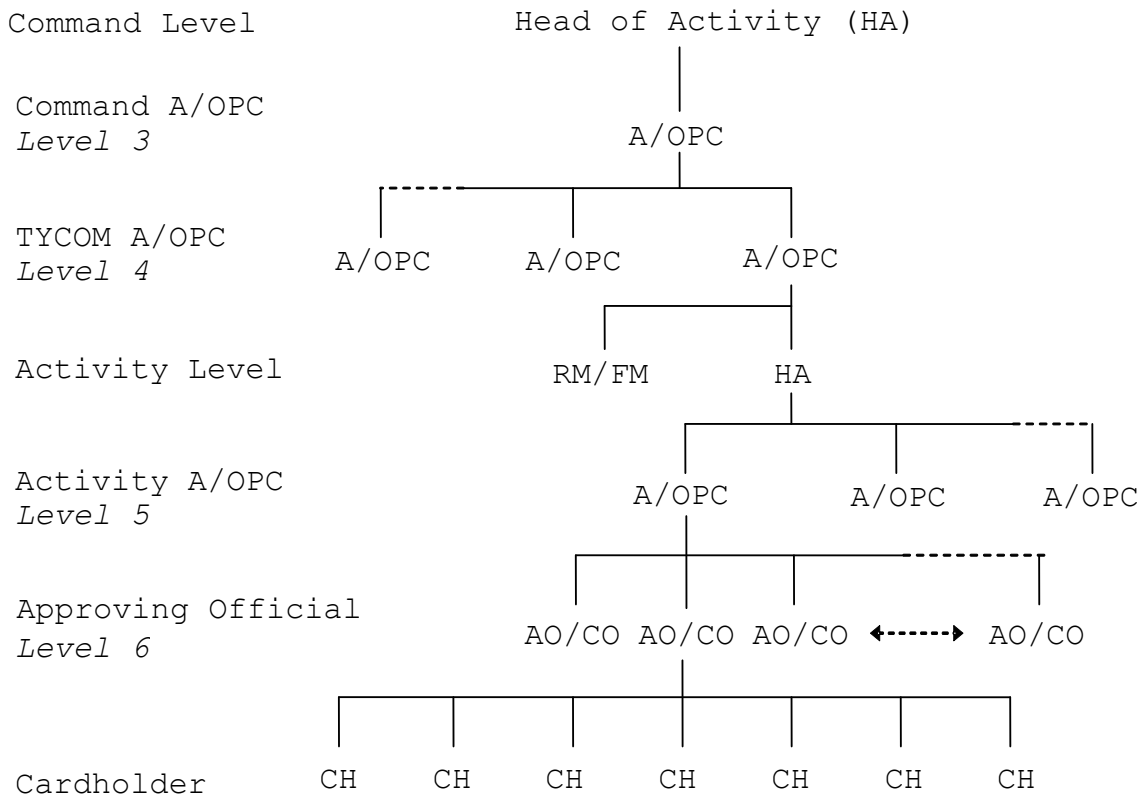 Command Level
Head of Activity (HA)
Command A/OPC
Level 3
A/OPC
TYCOM A/OPC
Level 4
A/OPC A/OPC A/OPC
Activity Level
RM/FM HA
Activity A/OPC
Level 5
A/OPC A/OPC A/OPC
Approving Official
Level 6
AO/CO AO/CO AO/CO AO/CO
Cardholder
CH CH CH CH CH CH CH